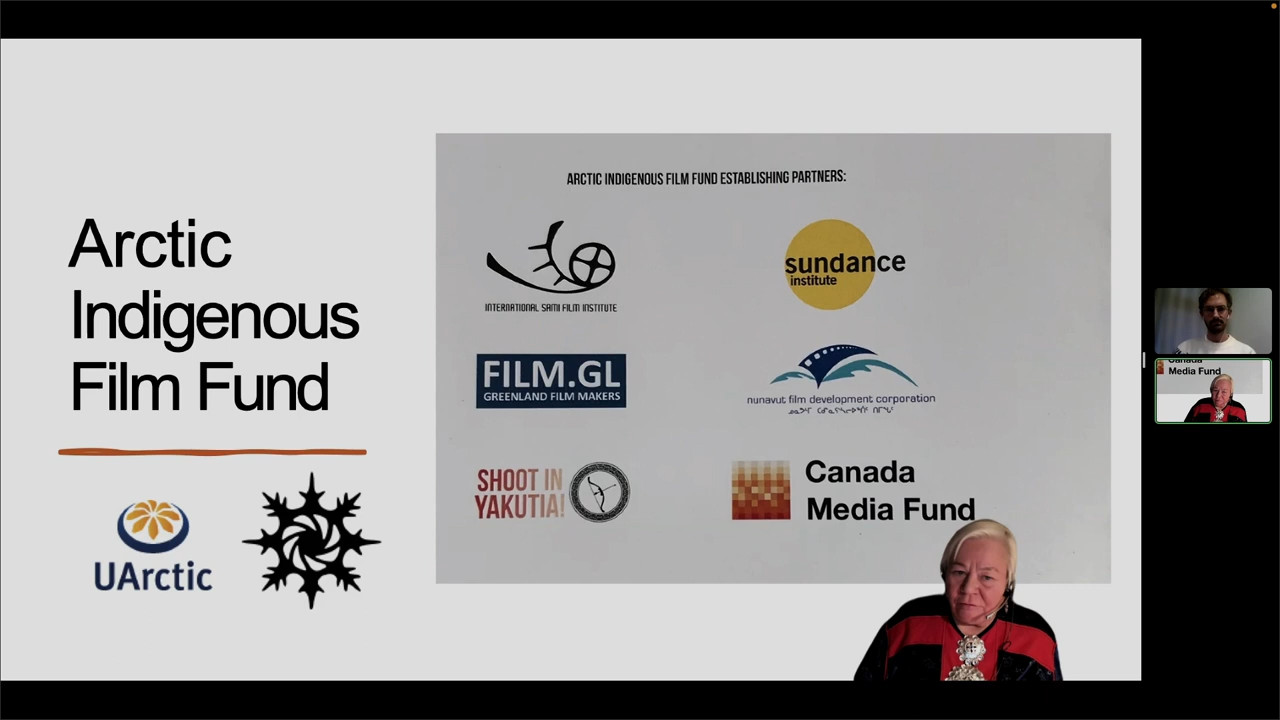 Arctic
Indigenous
Film Fund
UArctic
ARCTIC INDIGENOUS FILM FUND ESTABLISHING PARTNERS:
INTERNATIONAL SAMI FILM INSTITUTE
sundance
institute
FILM.GL
GREENLAND FILM MAKERS
nunavut film development corporation
SHOOT IN
YAKUTIA!
Canada
Media Fund
Canada
Media Fund